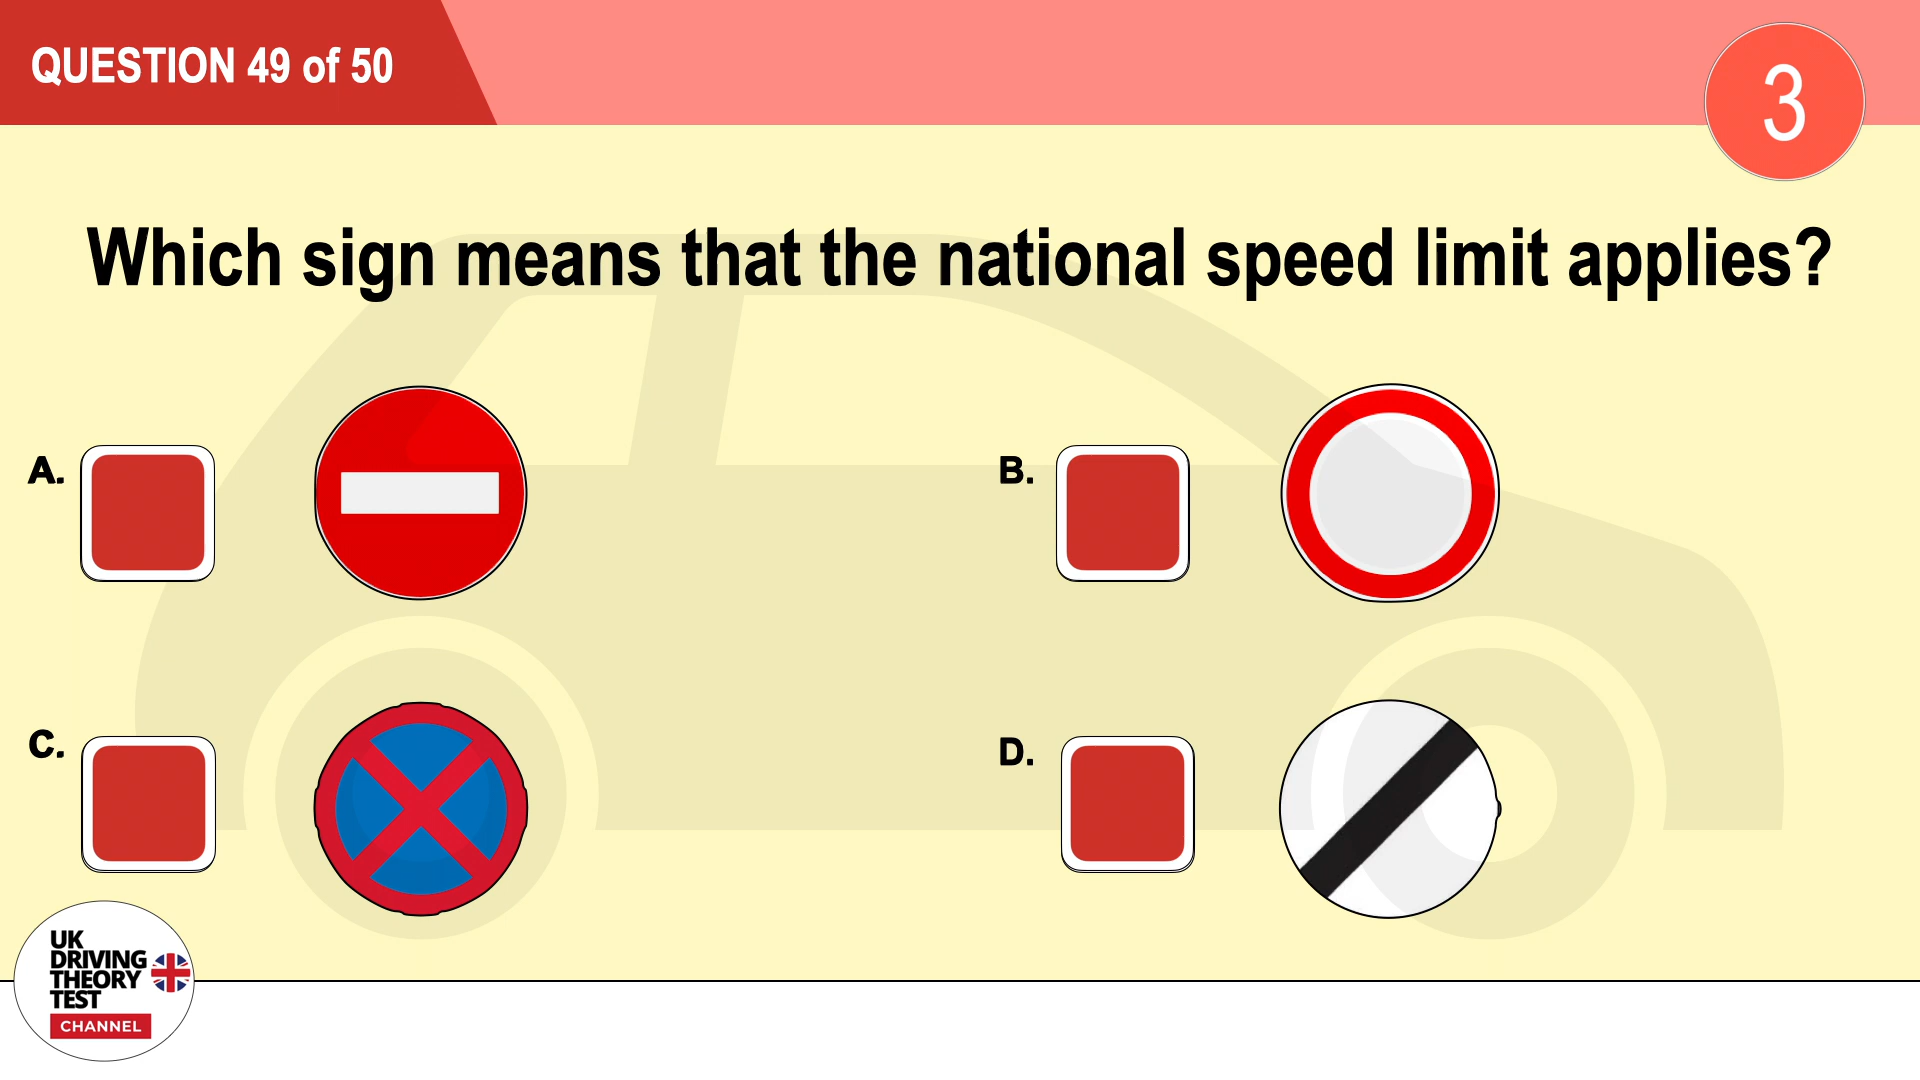 QUESTION 49 of 50
3
Which sign means that the national speed limit applies?
A.
B.
C.
D.
UK
DRIVING
THEORY
TEST
CHANNEL